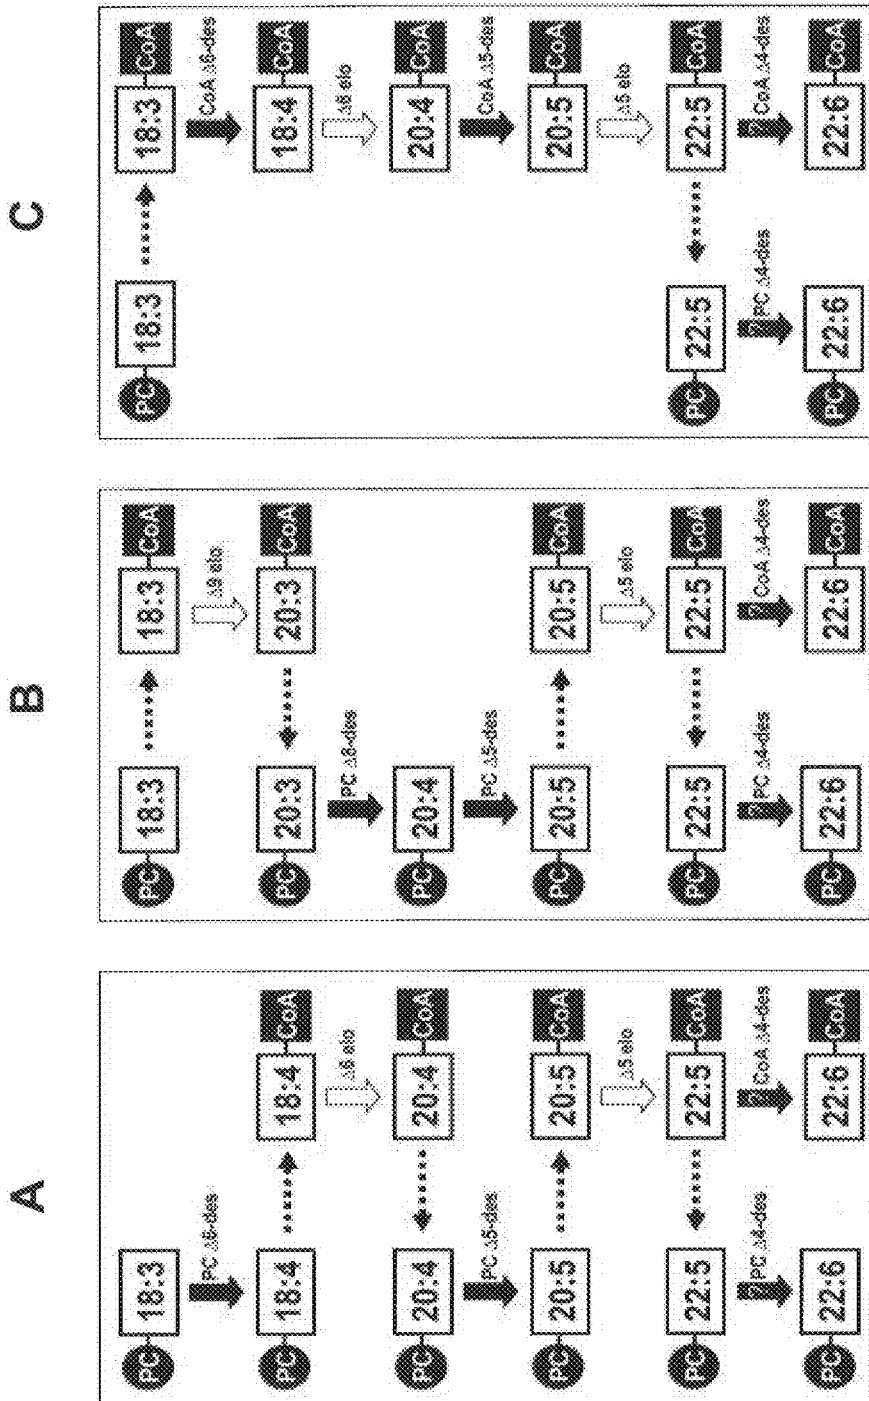 A
PC 18:3
PC Δ6-des
PC 18:4 18:4 CoA
Δ6 elo
PC 20:4 20:4 CoA
PC Δ5-des
PC 20:5 20:5 CoA
Δ5 elo
PC 22:5 22:5 CoA
? PC Δ4-des ? CoA Δ4-des
PC 22:6 22:6 CoA
B
PC 18:3 18:3 CoA
Δ9 elo
PC 20:3 20:3 CoA
PC Δ8-des
PC 20:4
PC Δ5-des
PC 20:5 20:5 CoA
Δ5 elo
PC 22:5 22:5 CoA
? PC Δ4-des ? CoA Δ4-des
PC 22:6 22:6 CoA
C
PC 18:3 18:3 CoA
CoA Δ6-des
18:4 CoA
Δ6 elo
20:4 CoA
CoA Δ5-des
20:5 CoA
Δ5 elo
PC 22:5 22:5 CoA
? PC Δ4-des ? CoA Δ4-des
PC 22:6 22:6 CoA